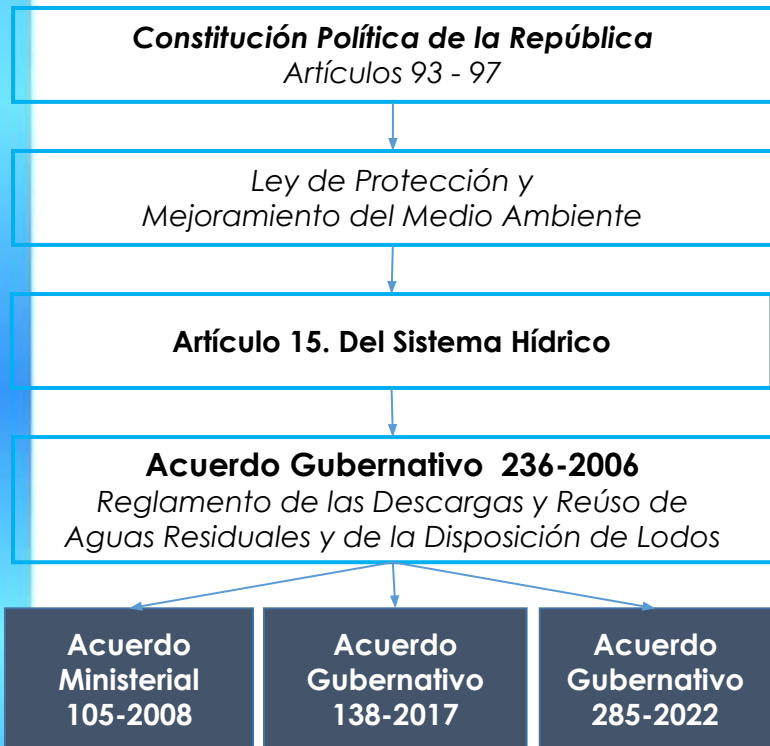 Constitución Política de la República
Artículos 93 - 97
Ley de Protección y
Mejoramiento del Medio Ambiente
Artículo 15. Del Sistema Hídrico
Acuerdo Gubernativo 236-2006
Reglamento de las Descargas y Reúso de
Aguas Residuales y de la Disposición de Lodos
Acuerdo
Ministerial
105-2008
Acuerdo
Gubernativo
138-2017
Acuerdo
Gubernativo
285-2022